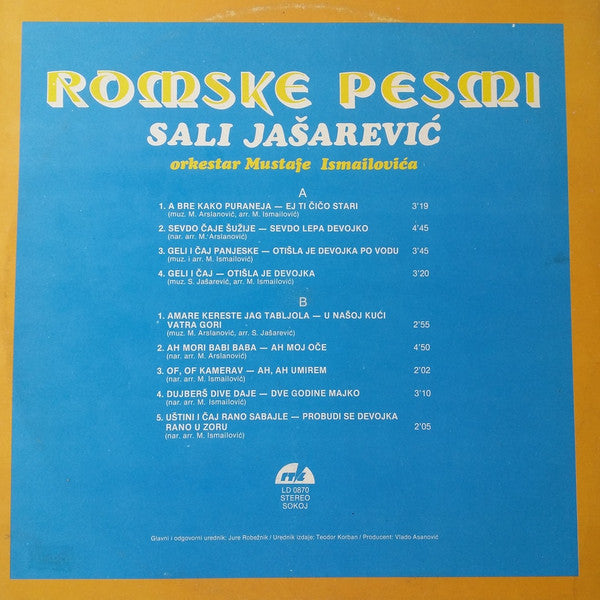 ROMSKE PESMI
SALI JAŠAREVIĆ
orkestar Mustafe Ismailovića
A
1. A BRE KAKO PURANEJA — EJ TI ČIČO STARI 3'19
(muz. M. Arslanović, arr. M. Ismailović)
2. SEVDO ČAJE ŠUŽIJE — SEVDO LEPA DEVOJKO 4'45
(nar. arr. M. Arslanović)
3. GELI I ČAJ PANJESKE — OTIŠLA JE DEVOJKA PO VODU 3'45
(muz. i arr. M. Ismailović)
4. GELI I ČAJ — OTIŠLA JE DEVOJKA 3'20
(muz. S. Jašarević, arr. M. Ismailović)
B
1. AMARE KERESTE JAG TABLJOLA — U NAŠOJ KUĆI
VATRA GORI 2'55
(muz. M. Arslanović, arr. S. Jašarević)
2. AH MORI BABI BABA — AH MOJ OČE 4'50
(nar. arr. M. Ismailović)
3. OF, OF KAMERAV — AH, AH UMIREM 2'02
(nar. arr. M. Ismailović)
4. DUJBERŠ DIVE DAJE — DVE GODINE MAJKO 3'10
(nar. arr. M. Ismailović)
5. UŠTINI I ČAJ RANO SABAJLE — PROBUDI SE DEVOJKA
RANO U ZORU 2'05
(nar. arr. M. Ismailović)
LD 0870
STEREO
SOKOJ
Glavni i odgovorni urednik: Jure Robežnik / Urednik izdaje: Teodor Korban / Producent: Vlado Asanović